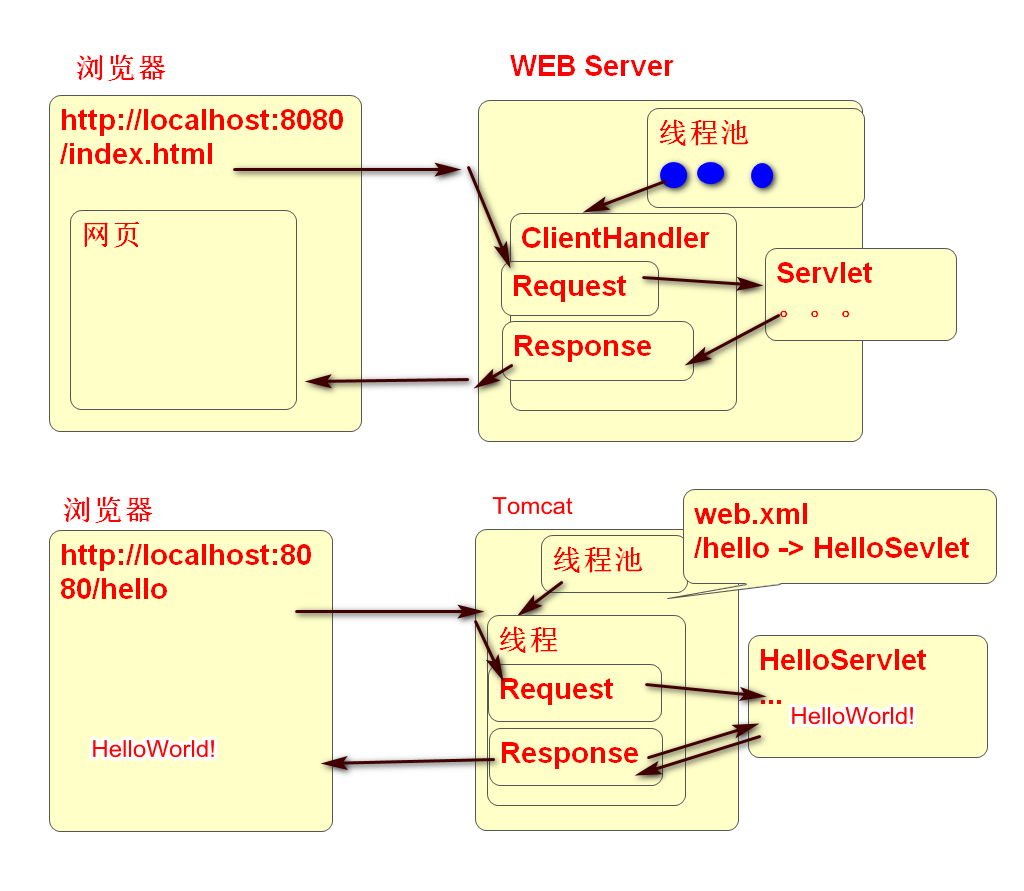 浏览器
WEB Server
http://localhost:8080
/index.html
线程池
网页
ClientHandler
Request
Servlet
。。。
Response
浏览器
Tomcat
web.xml
/hello -> HelloSevlet
http://localhost:80
80/hello
线程池
线程
HelloServlet
Request
...
HelloWorld!
Response
HelloWorld!